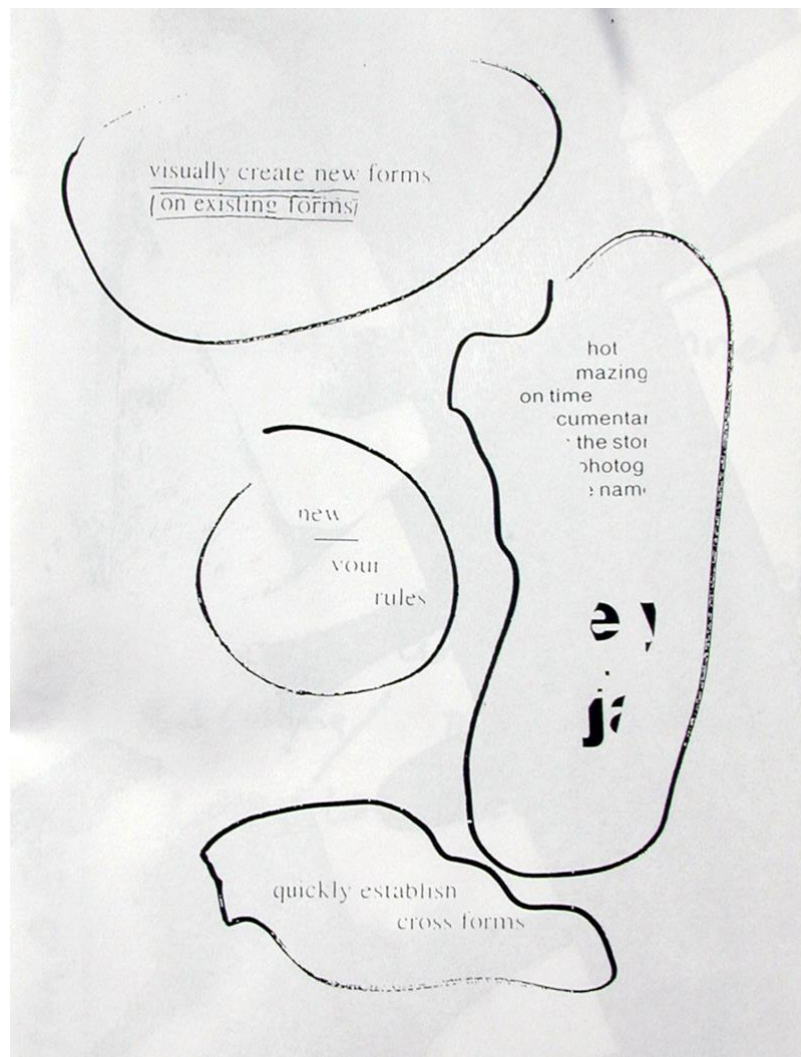 visually create new forms
(on existing forms)
hot
mazing
on time
cumentar
the stor
photog
e name
new
your
rules
e y
ja
quickly establish
cross forms